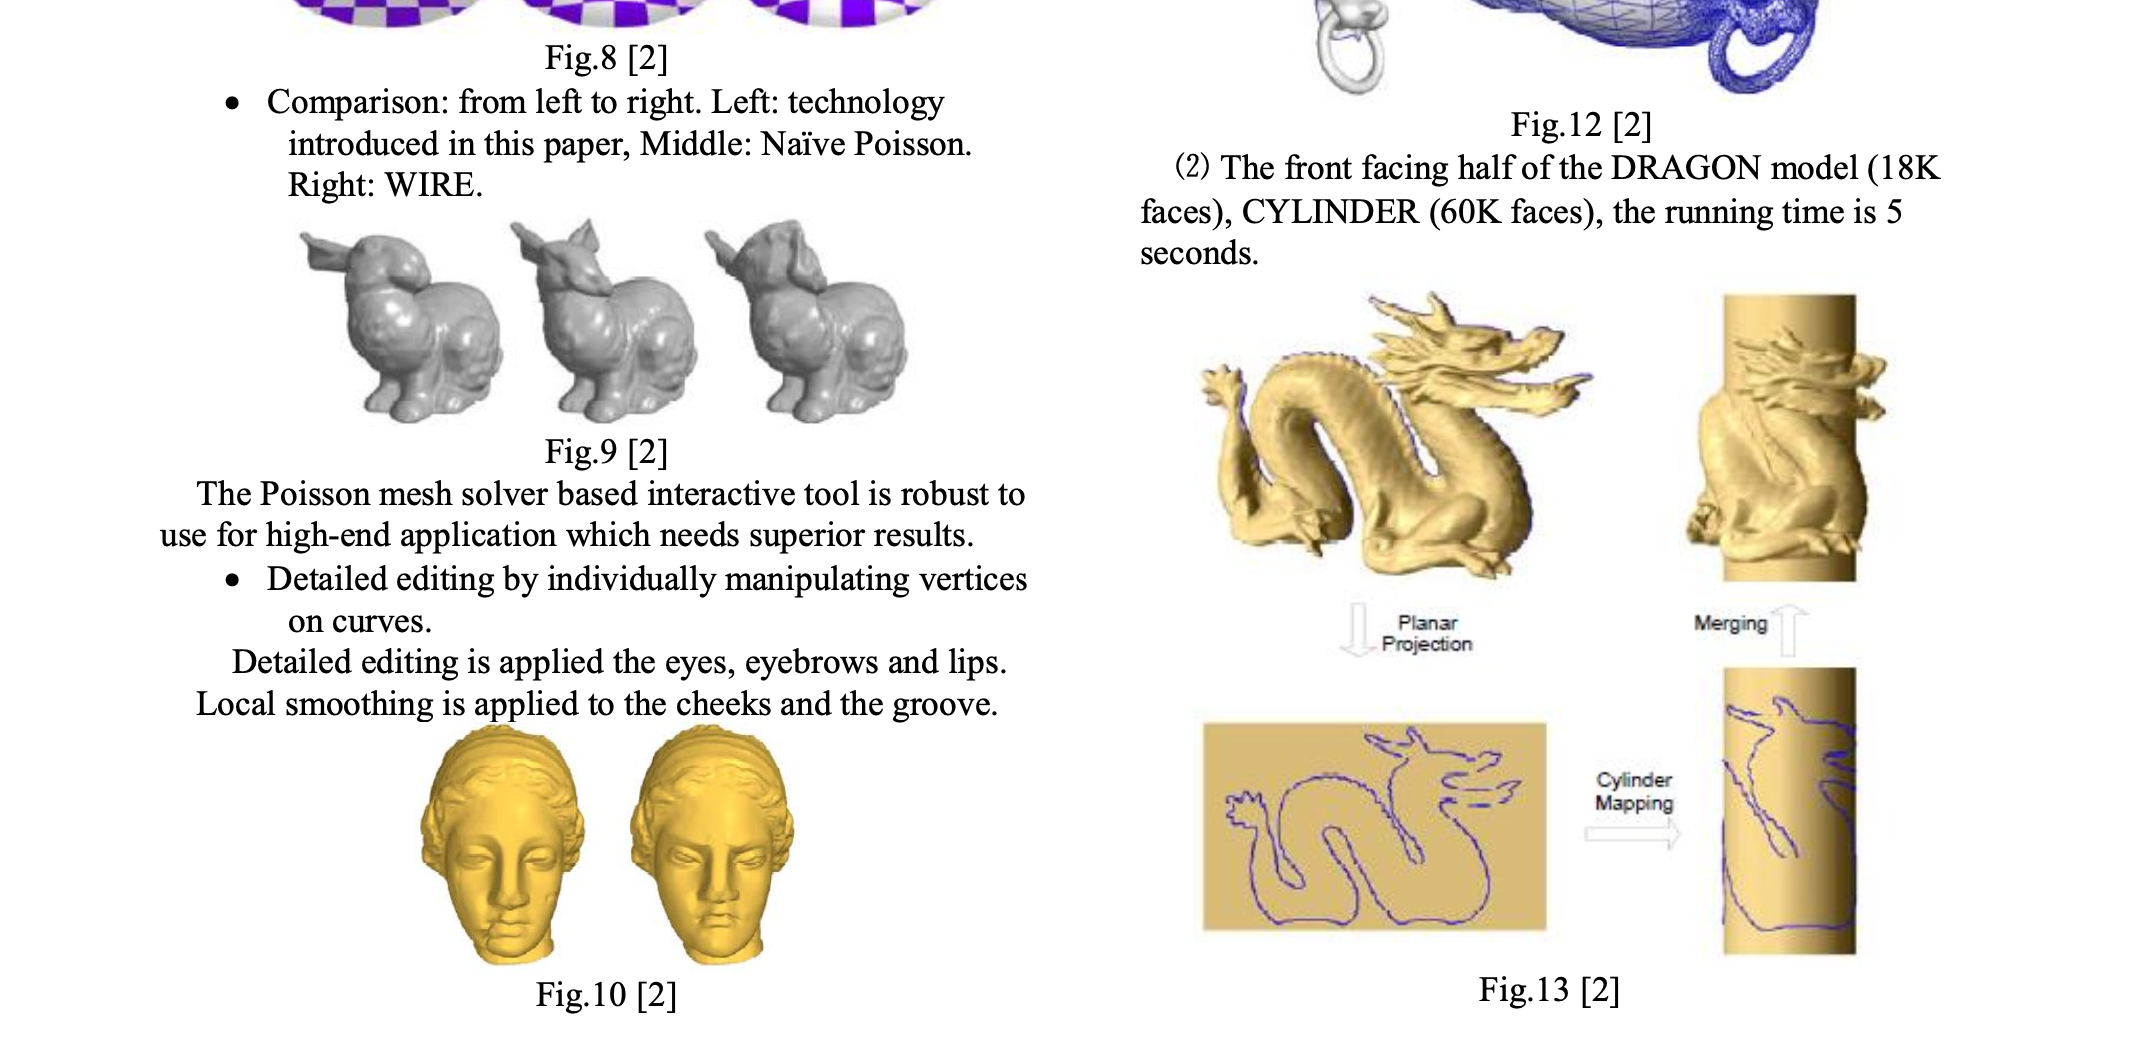 Fig.8 [2]
• Comparison: from left to right. Left: technology
introduced in this paper, Middle: Naïve Poisson.
Right: WIRE.
Fig.9 [2]
The Poisson mesh solver based interactive tool is robust to
use for high-end application which needs superior results.
• Detailed editing by individually manipulating vertices
on curves.
Detailed editing is applied the eyes, eyebrows and lips.
Local smoothing is applied to the cheeks and the groove.
Fig.10 [2]
Fig.12 [2]
(2) The front facing half of the DRAGON model (18K
faces), CYLINDER (60K faces), the running time is 5
seconds.
Planar
Projection
Merging
Cylinder
Mapping
Fig.13 [2]